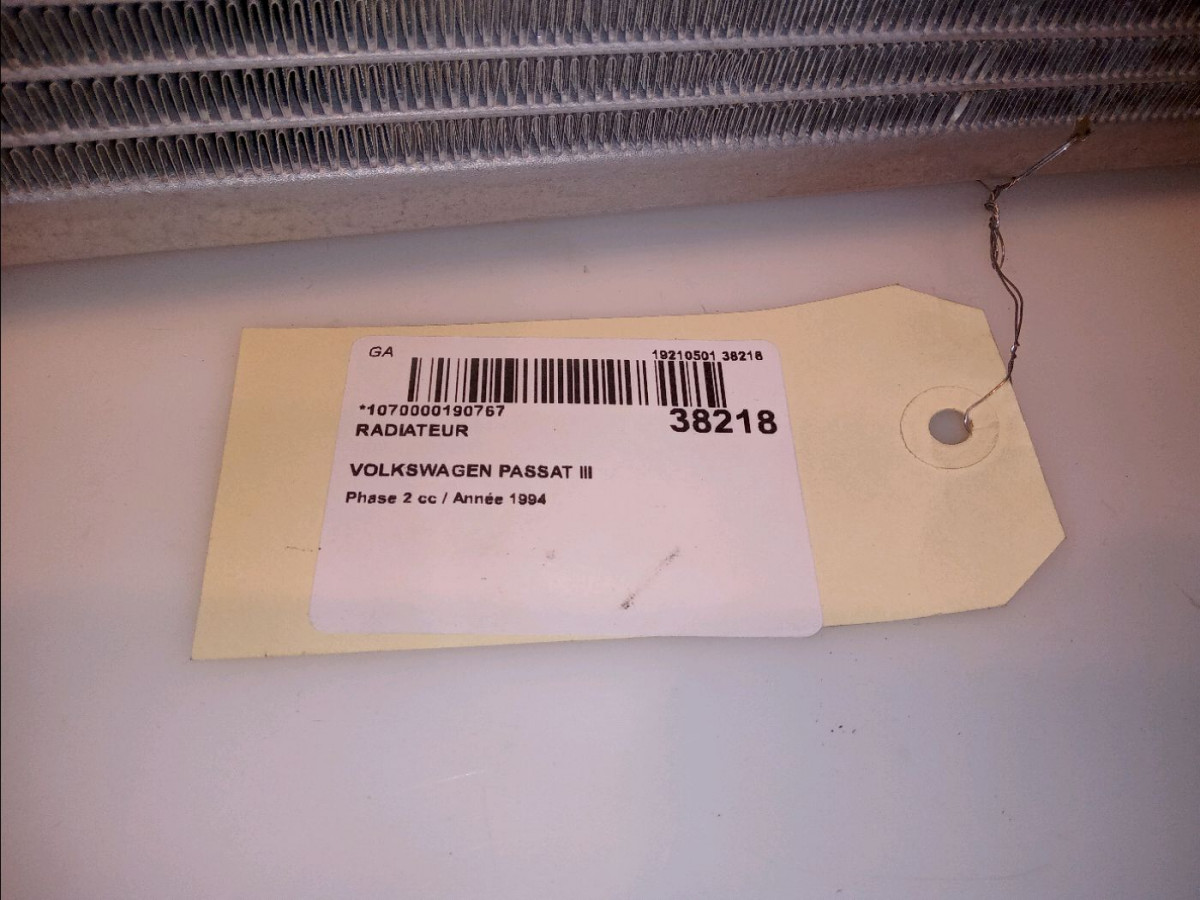 GA 19210501 38218
*1070000190767 38218
RADIATEUR
VOLKSWAGEN PASSAT III
Phase 2 cc / Année 1994